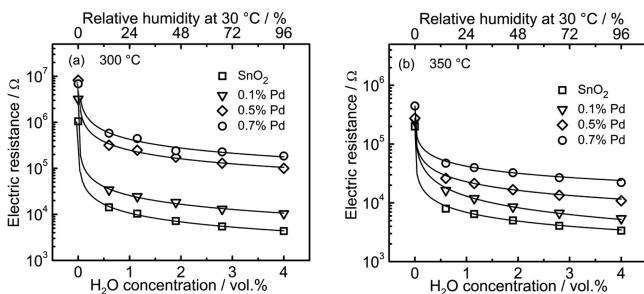 Relative humidity at 30 °C / %
0 24 48 72 96
(a) 300 °C
SnO₂
0.1% Pd
0.5% Pd
0.7% Pd
Electric resistance / Ω
10⁷
10⁶
10⁵
10⁴
10³
0 1 2 3 4
H₂O concentration / vol.%
Relative humidity at 30 °C / %
0 24 48 72 96
(b) 350 °C
SnO₂
0.1% Pd
0.5% Pd
0.7% Pd
Electric resistance / Ω
10⁶
10⁵
10⁴
10³
0 1 2 3 4
H₂O concentration / vol.%